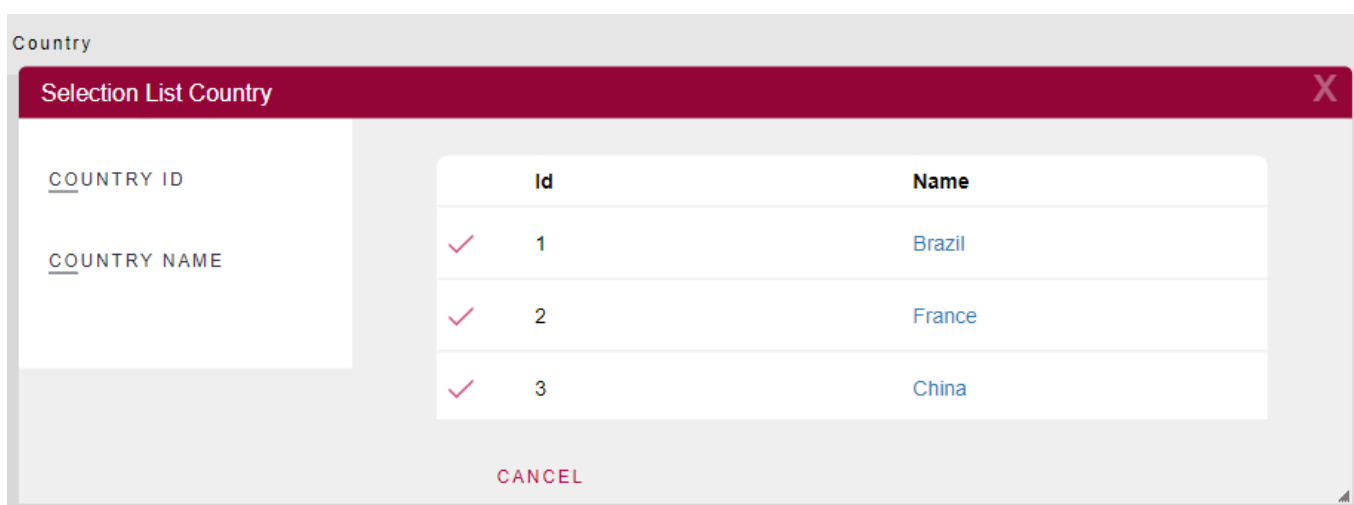 Country
Selection List Country X
COUNTRY ID
COUNTRY NAME
Id Name
1 Brazil
2 France
3 China
CANCEL